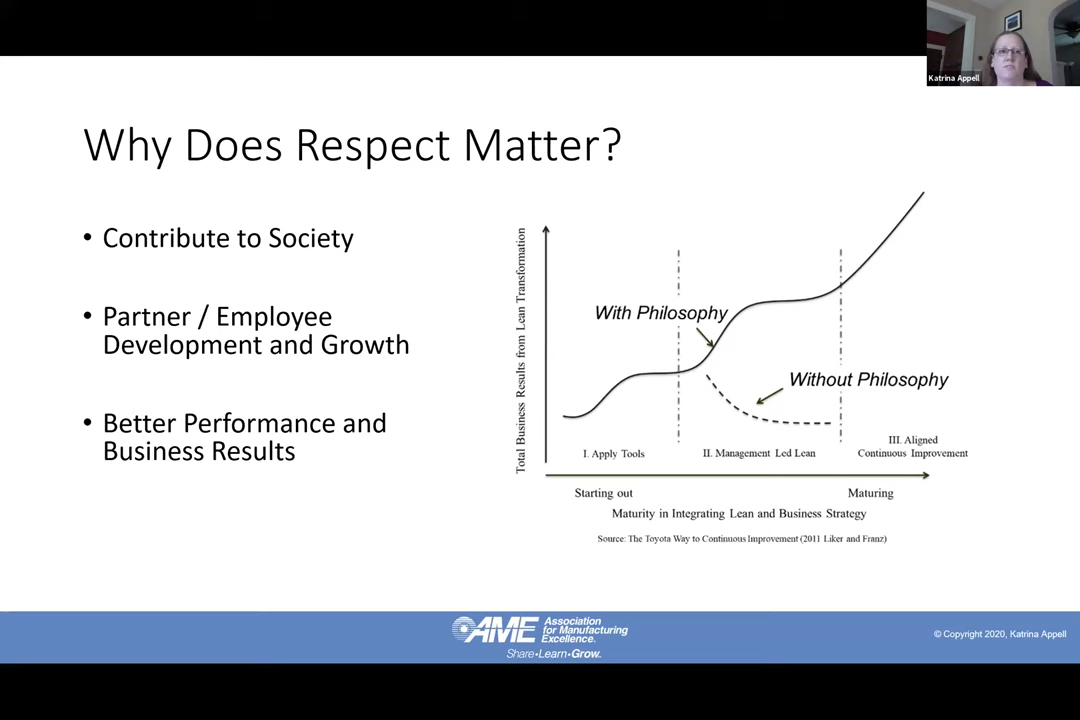 Katrina Appell
Why Does Respect Matter?
• Contribute to Society
• Partner / Employee
Development and Growth
• Better Performance and
Business Results
Total Business Results from Lean Transformation
With Philosophy
Without Philosophy
I. Apply Tools
II. Management Led Lean
III. Aligned
Continuous Improvement
Starting out
Maturing
Maturity in Integrating Lean and Business Strategy
Source: The Toyota Way to Continuous Improvement (2011 Liker and Franz)
AME Association
for Manufacturing
Excellence.
Share•Learn•Grow.
© Copyright 2020, Katrina Appell